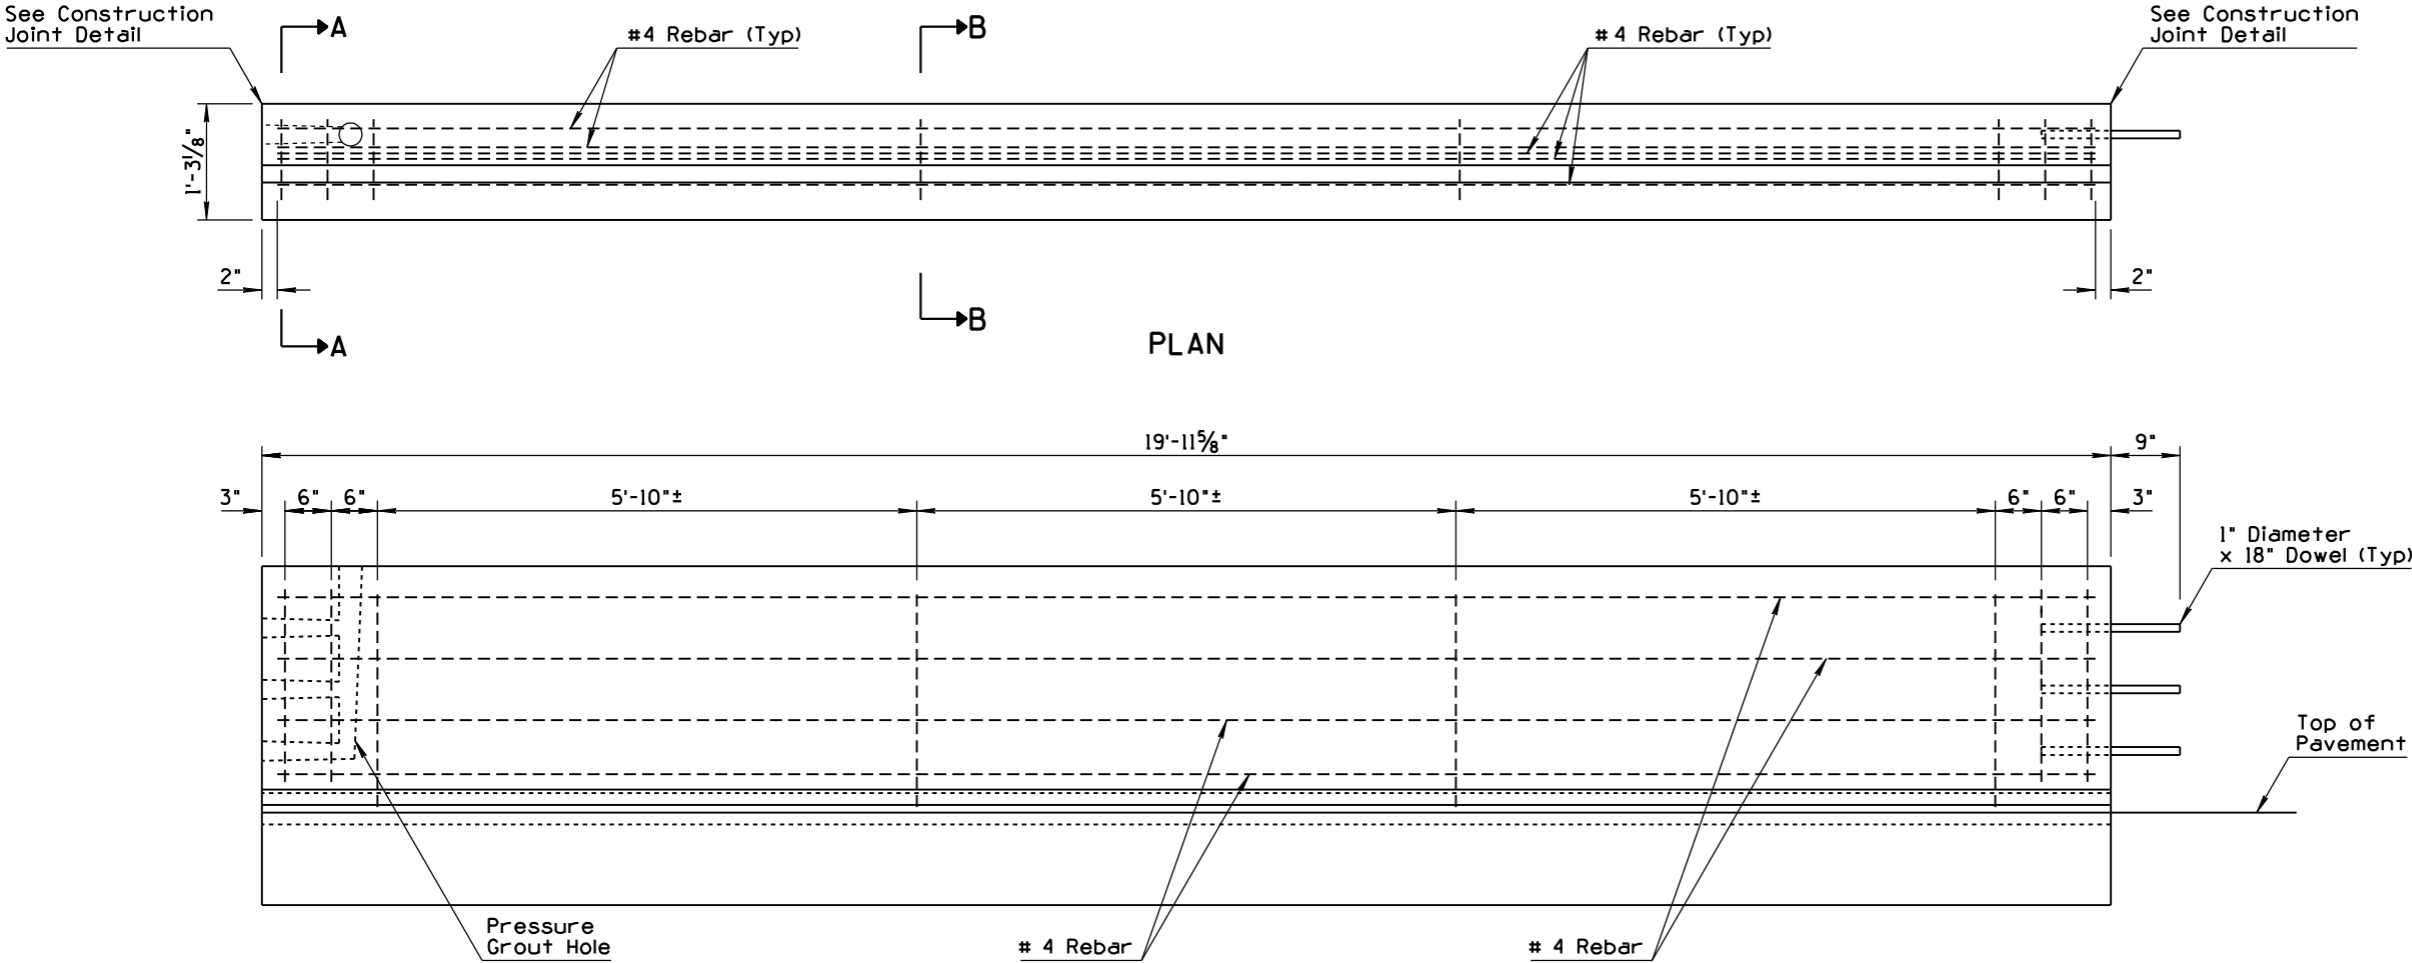 See Construction
Joint Detail
A
#4 Rebar (Typ)
B
#4 Rebar (Typ)
See Construction
Joint Detail
1'-3⅛"
2"
2"
A
B
PLAN
19'-11⅝"
9"
3"
6"
6"
5'-10"±
5'-10"±
5'-10"±
6"
6"
3"
1" Diameter
x 18" Dowel (Typ)
Top of
Pavement
Pressure
Grout Hole
# 4 Rebar
# 4 Rebar